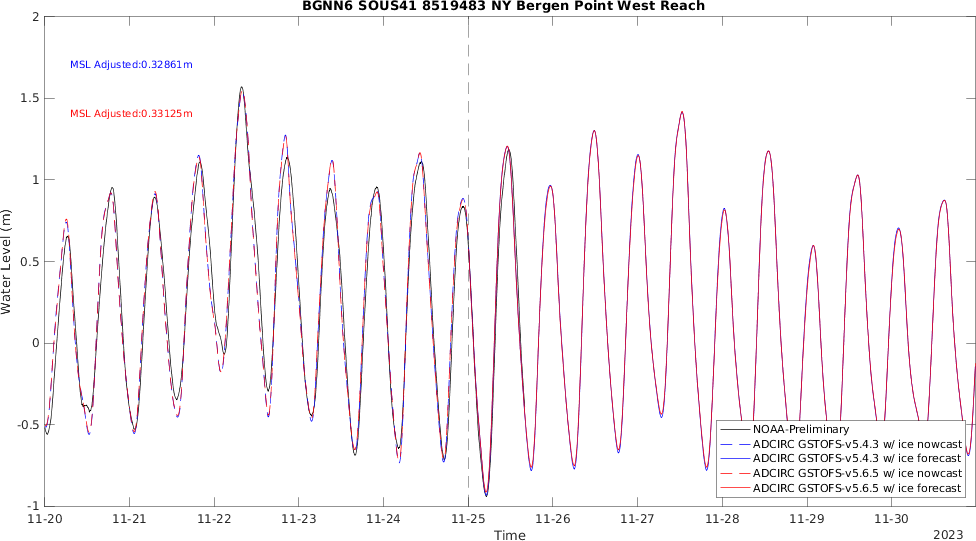 BGNN6 SOUS41 8519483 NY Bergen Point West Reach
2
1.5
1
0.5
0
-0.5
-1
Water Level (m)
MSL Adjusted:0.32861m
MSL Adjusted:0.33125m
NOAA-Preliminary
ADCIRC GSTOFS-v5.4.3 w/ ice nowcast
ADCIRC GSTOFS-v5.4.3 w/ ice forecast
ADCIRC GSTOFS-v5.6.5 w/ ice nowcast
ADCIRC GSTOFS-v5.6.5 w/ ice forecast
11-20 11-21 11-22 11-23 11-24 11-25 11-26 11-27 11-28 11-29 11-30
Time
2023